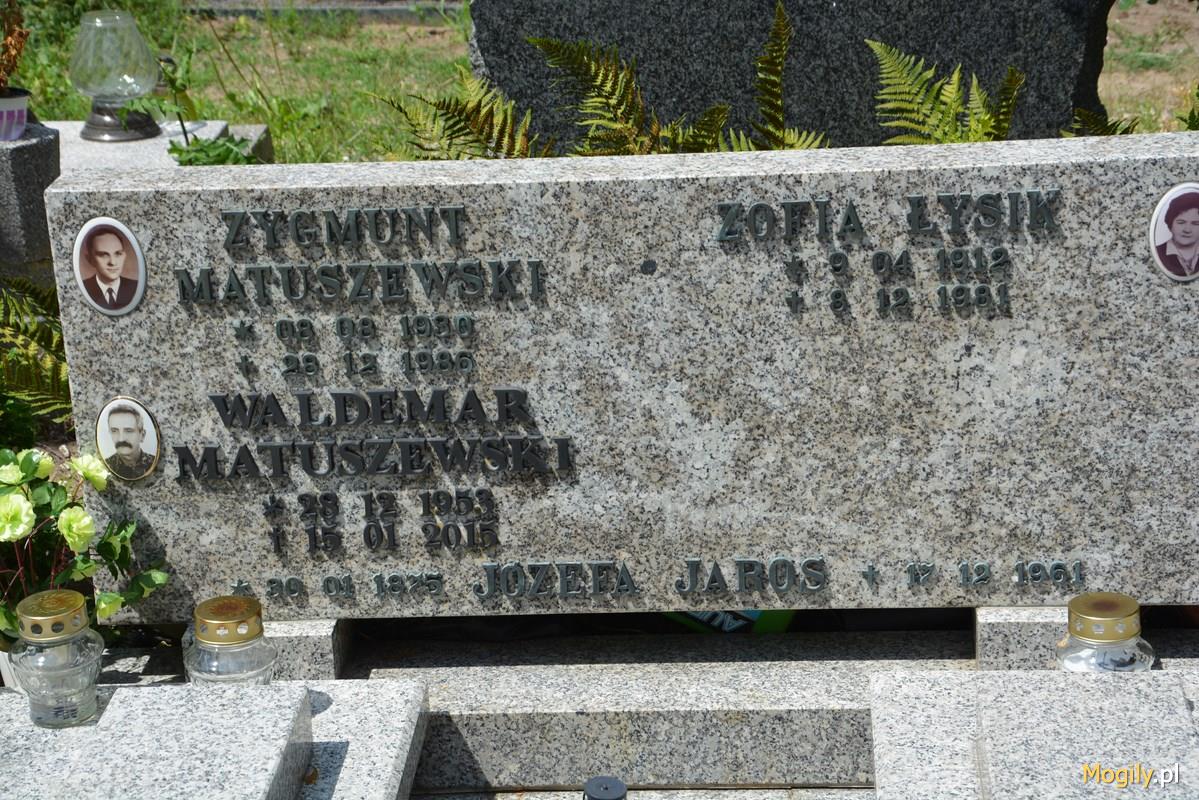 ZYGMUNT
MATUSZEWSKI
* 08 08 1930
† 28 12 1986
WALDEMAR
MATUSZEWSKI
* 28 12 1953
† 15 01 2015
ZOFIA ŁYSIK
* 9 04 1912
† 8 12 1981
* 30 01 1875 JÓZEFA JAROS † 17 12 1961
Mogily.pl